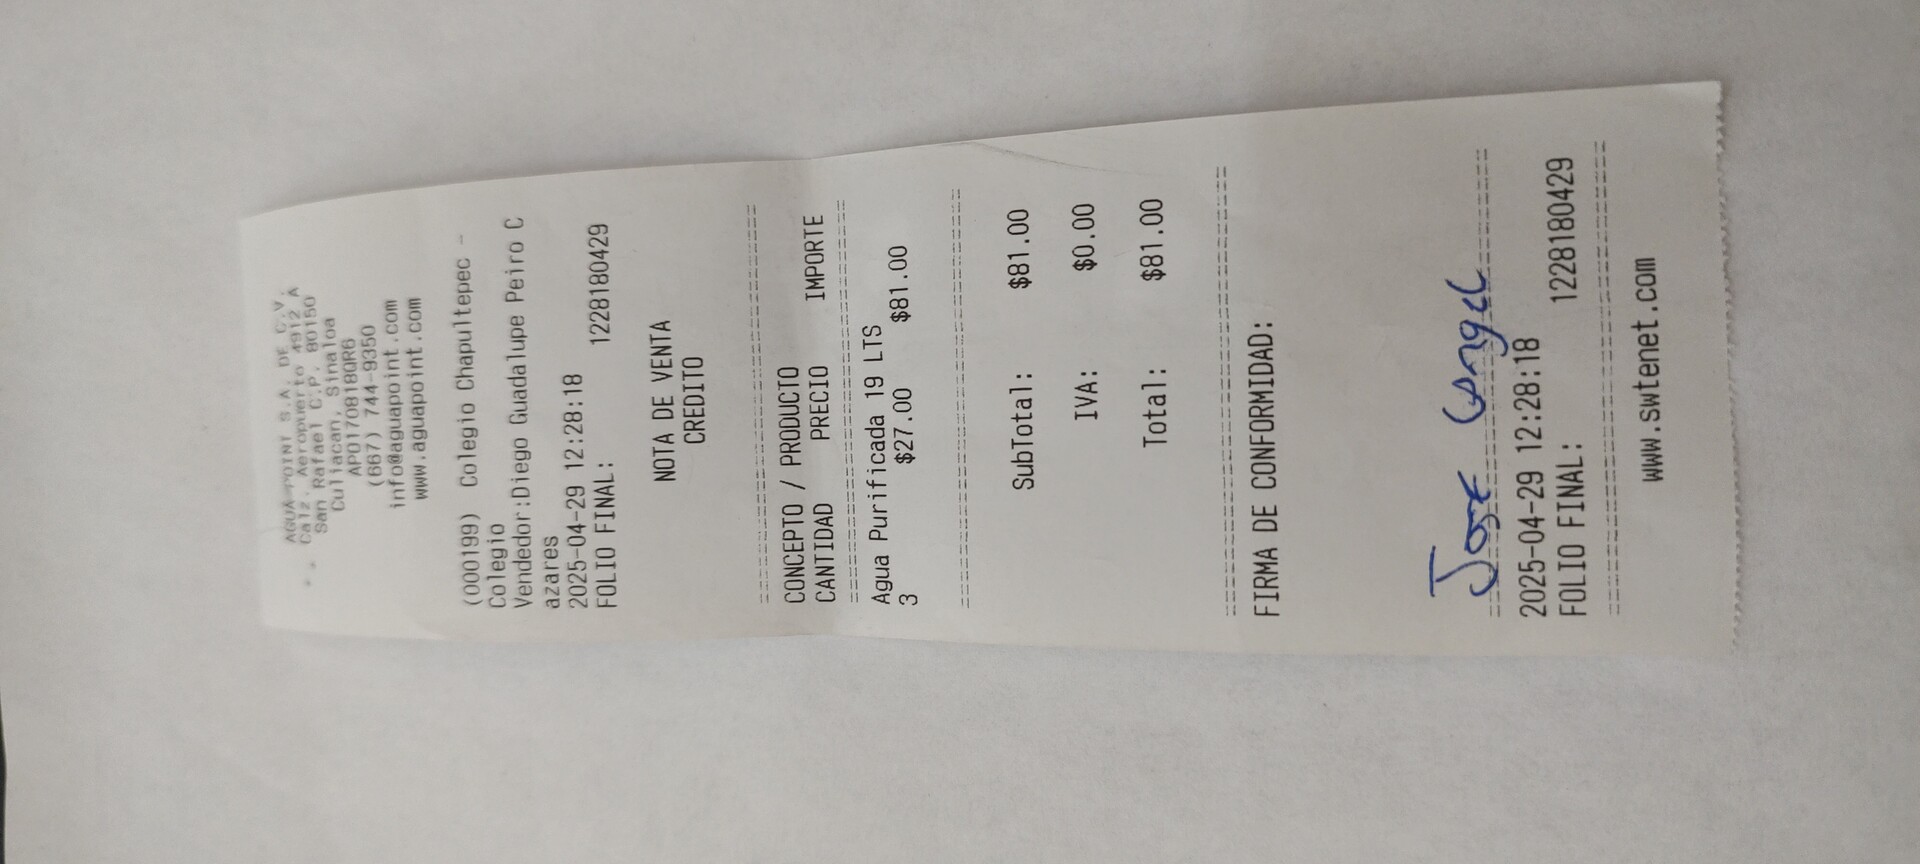 AGUA-POINT S.A. DE C.V.
Calz. Aeropuerto 4912 A
San Rafael C.P. 80150
Culiacan, Sinaloa
APO170818QR6
(667) 744-9350
info@aguapoint.com
www.aguapoint.com
(000199) Colegio Chapultepec -
Colegio
Vendedor:Diego Guadalupe Peiro C
azares
2025-04-29 12:28:18
FOLIO FINAL: 1228180429
NOTA DE VENTA
CREDITO
CONCEPTO / PRODUCTO
CANTIDAD PRECIO IMPORTE
Agua Purificada 19 LTS
3 $27.00 $81.00
SubTotal: $81.00
IVA: $0.00
Total: $81.00
FIRMA DE CONFORMIDAD:
Jose Angel
2025-04-29 12:28:18
FOLIO FINAL: 1228180429
www.swtenet.com